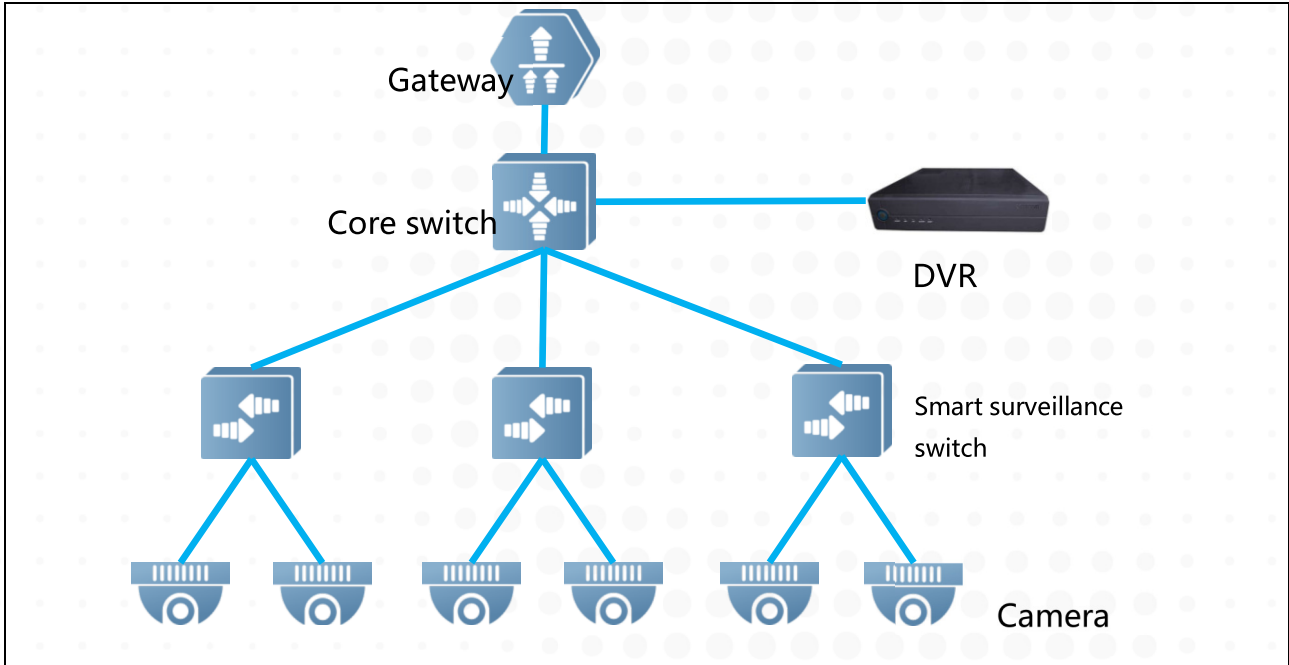 Gateway
Core switch
DVR
Smart surveillance
switch
Camera